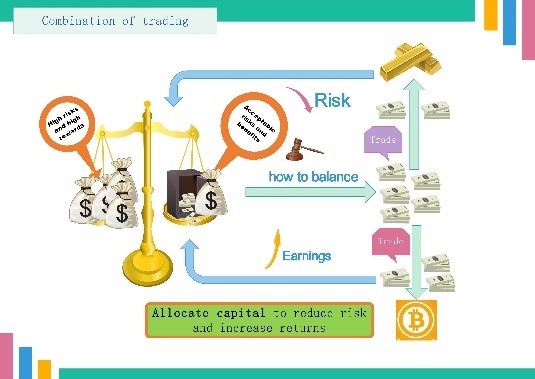 Combination of trading
High risks
and high
rewards
Acceptable
risks and
benefits
Risk
Trade
how to balance
Trade
Earnings
Allocate capital to reduce risk
and increase returns